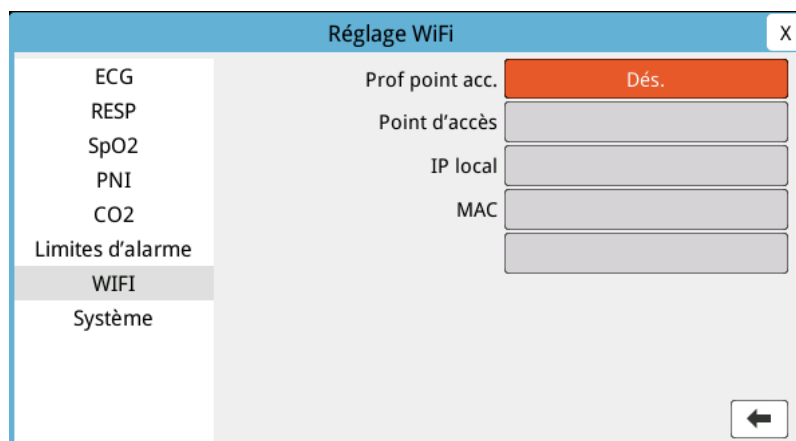 Réglage WiFi
X
ECG
RESP
SpO2
PNI
CO2
Limites d’alarme
WIFI
Système
Prof point acc.
Dés.
Point d’accès
IP local
MAC